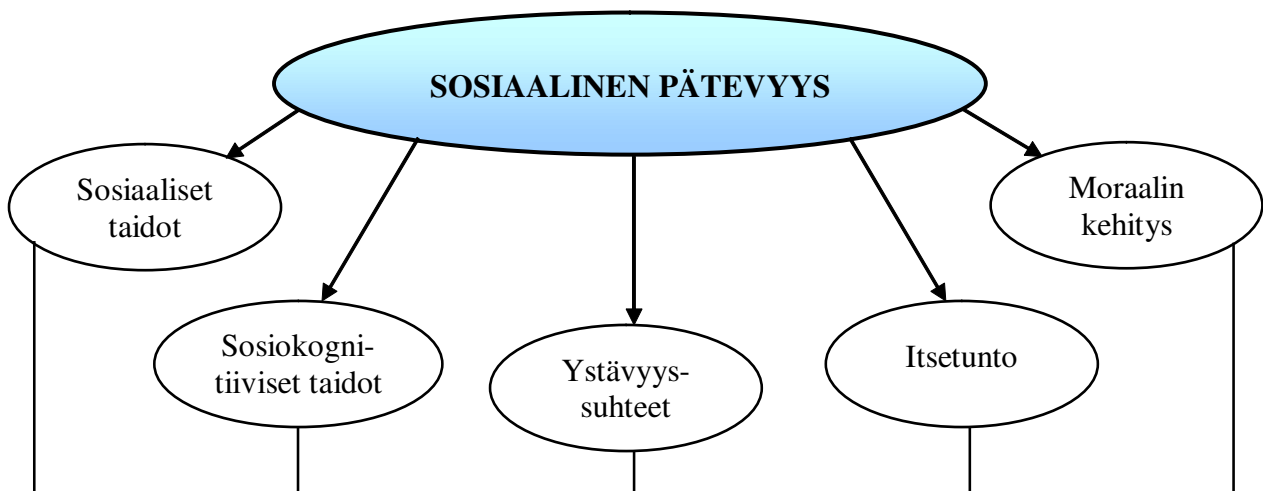 SOSIAALINEN PÄTEVYYS
Sosiaaliset
taidot
Moraalin
kehitys
Sosiokogni-
tiiviset taidot
Ystävyys-
suhteet
Itsetunto